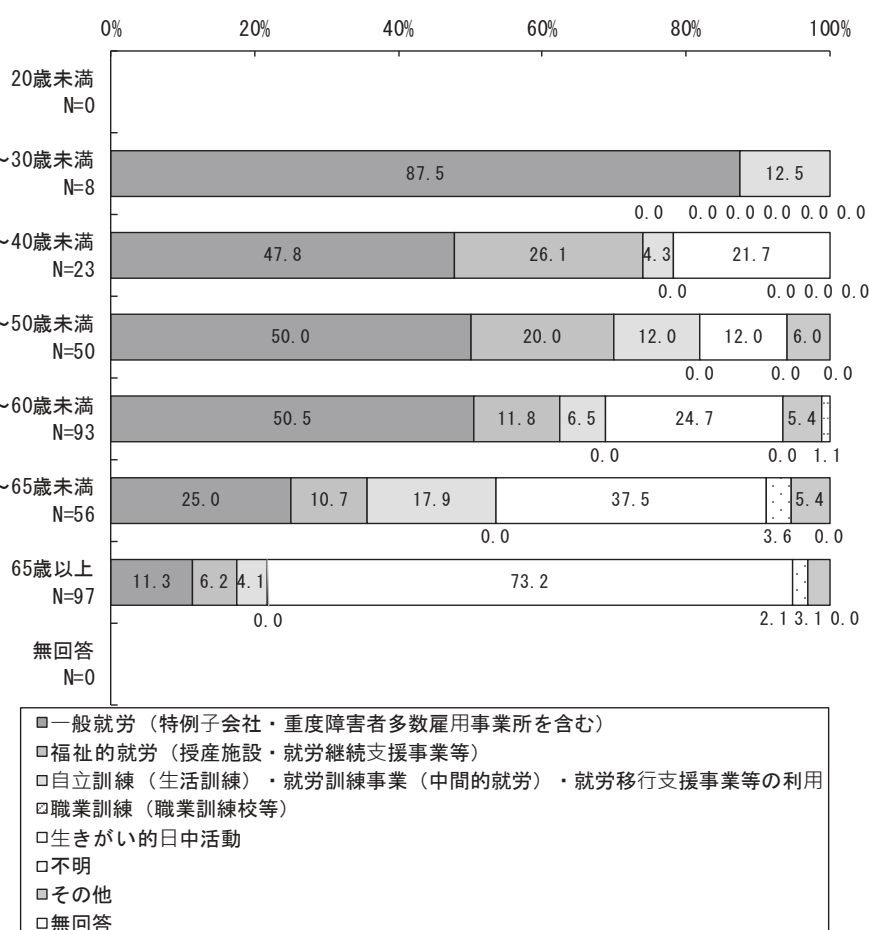 0% 20% 40% 60% 80% 100%
20歳未満
N=0
~30歳未満
N=8
87.5 12.5
0.0 0.0 0.0 0.0 0.0 0.0
~40歳未満
N=23
47.8 26.1 4.3 21.7
0.0 0.0 0.0 0.0
~50歳未満
N=50
50.0 20.0 12.0 12.0 6.0
0.0 0.0 0.0
~60歳未満
N=93
50.5 11.8 6.5 24.7 5.4
0.0 0.0 1.1
~65歳未満
N=56
25.0 10.7 17.9 37.5 5.4
0.0 3.6 0.0
65歳以上
N=97
11.3 6.2 4.1 73.2
0.0 2.1 3.1 0.0
無回答
N=0
一般就労（特例子会社・重度障害者多数雇用事業所を含む）
福祉的就労（授産施設・就労継続支援事業等）
自立訓練（生活訓練）・就労訓練事業（中間的就労）・就労移行支援事業等の利用
職業訓練（職業訓練校等）
生きがい的日中活動
不明
その他
無回答